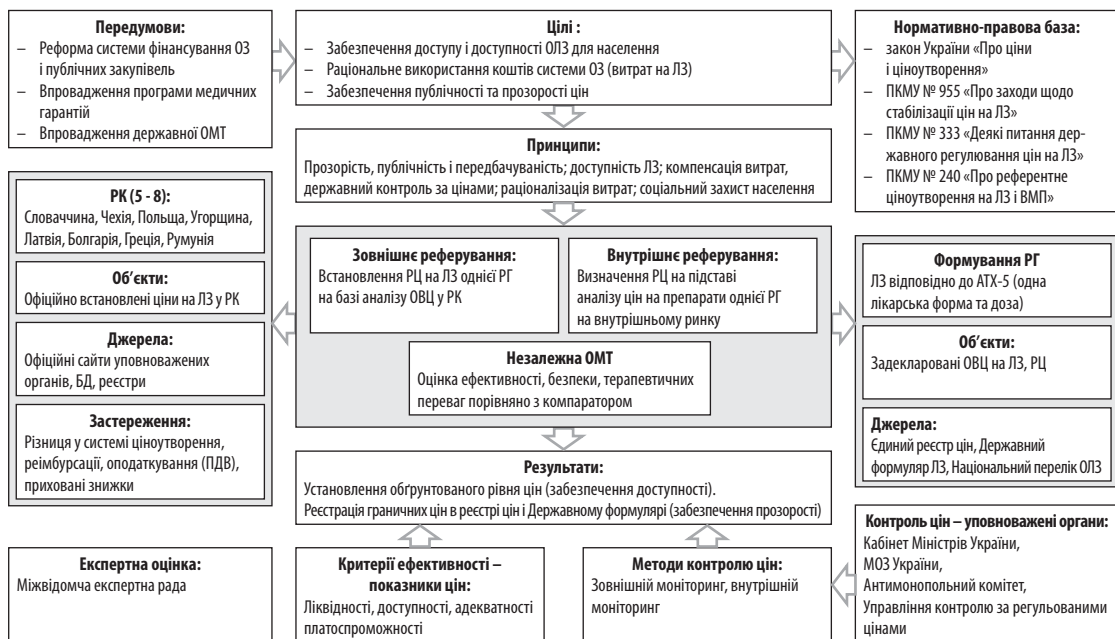 Передумови:
– Реформа системи фінансування ОЗ
і публічних закупівель
– Впровадження програми медичних
гарантій
– Впровадження державної ОМТ
Цілі :
– Забезпечення доступу і доступності ОЛЗ для населення
– Раціональне використання коштів системи ОЗ (витрат на ЛЗ)
– Забезпечення публічності та прозорості цін
Нормативно-правова база:
– закон України «Про ціни
і ціноутворення»
– ПКМУ № 955 «Про заходи щодо
стабілізації цін на ЛЗ»
– ПКМУ № 333 «Деякі питання дер-
жавного регулювання цін на ЛЗ»
– ПКМУ № 240 «Про референтне
ціноутворення на ЛЗ і ВМП»
Принципи:
Прозорість, публічність і передбачуваність; доступність ЛЗ; компенсація витрат,
державний контроль за цінами; раціоналізація витрат; соціальний захист населення
РК (5 - 8):
Словаччина, Чехія, Польща, Угорщина,
Латвія, Болгарія, Греція, Румунія
Об’єкти:
Офіційно встановлені ціни на ЛЗ у РК
Джерела:
Офіційні сайти уповноважених
органів, БД, реєстри
Застереження:
Різниця у системі ціноутворення,
реімбурсації, оподаткування (ПДВ),
приховані знижки
Зовнішнє реферування:
Встановлення РЦ на ЛЗ однієї РГ
на базі аналізу ОВЦ у РК
Внутрішнє реферування:
Визначення РЦ на підставі
аналізу цін на препарати однієї РГ
на внутрішньому ринку
Незалежна ОМТ
Оцінка ефективності, безпеки, терапевтичних
переваг порівняно з компаратором
Формування РГ
ЛЗ відповідно до АТХ-5 (одна
лікарська форма та доза)
Об’єкти:
Задекларовані ОВЦ на ЛЗ, РЦ
Джерела:
Єдиний реєстр цін, Державний
формуляр ЛЗ, Національний перелік ОЛЗ
Результати:
Установлення обґрунтованого рівня цін (забезпечення доступності).
Реєстрація граничних цін в реєстрі цін і Державному формулярі (забезпечення прозорості)
Експертна оцінка:
Міжвідомча експертна рада
Критерії ефективності –
показники цін:
Ліквідності, доступності, адекватності
платоспроможності
Методи контролю цін:
Зовнішній моніторинг, внутрішній
моніторинг
Контроль цін – уповноважені органи:
Кабінет Міністрів України,
МОЗ України,
Антимонопольний комітет,
Управління контролю за регульованими
цінами